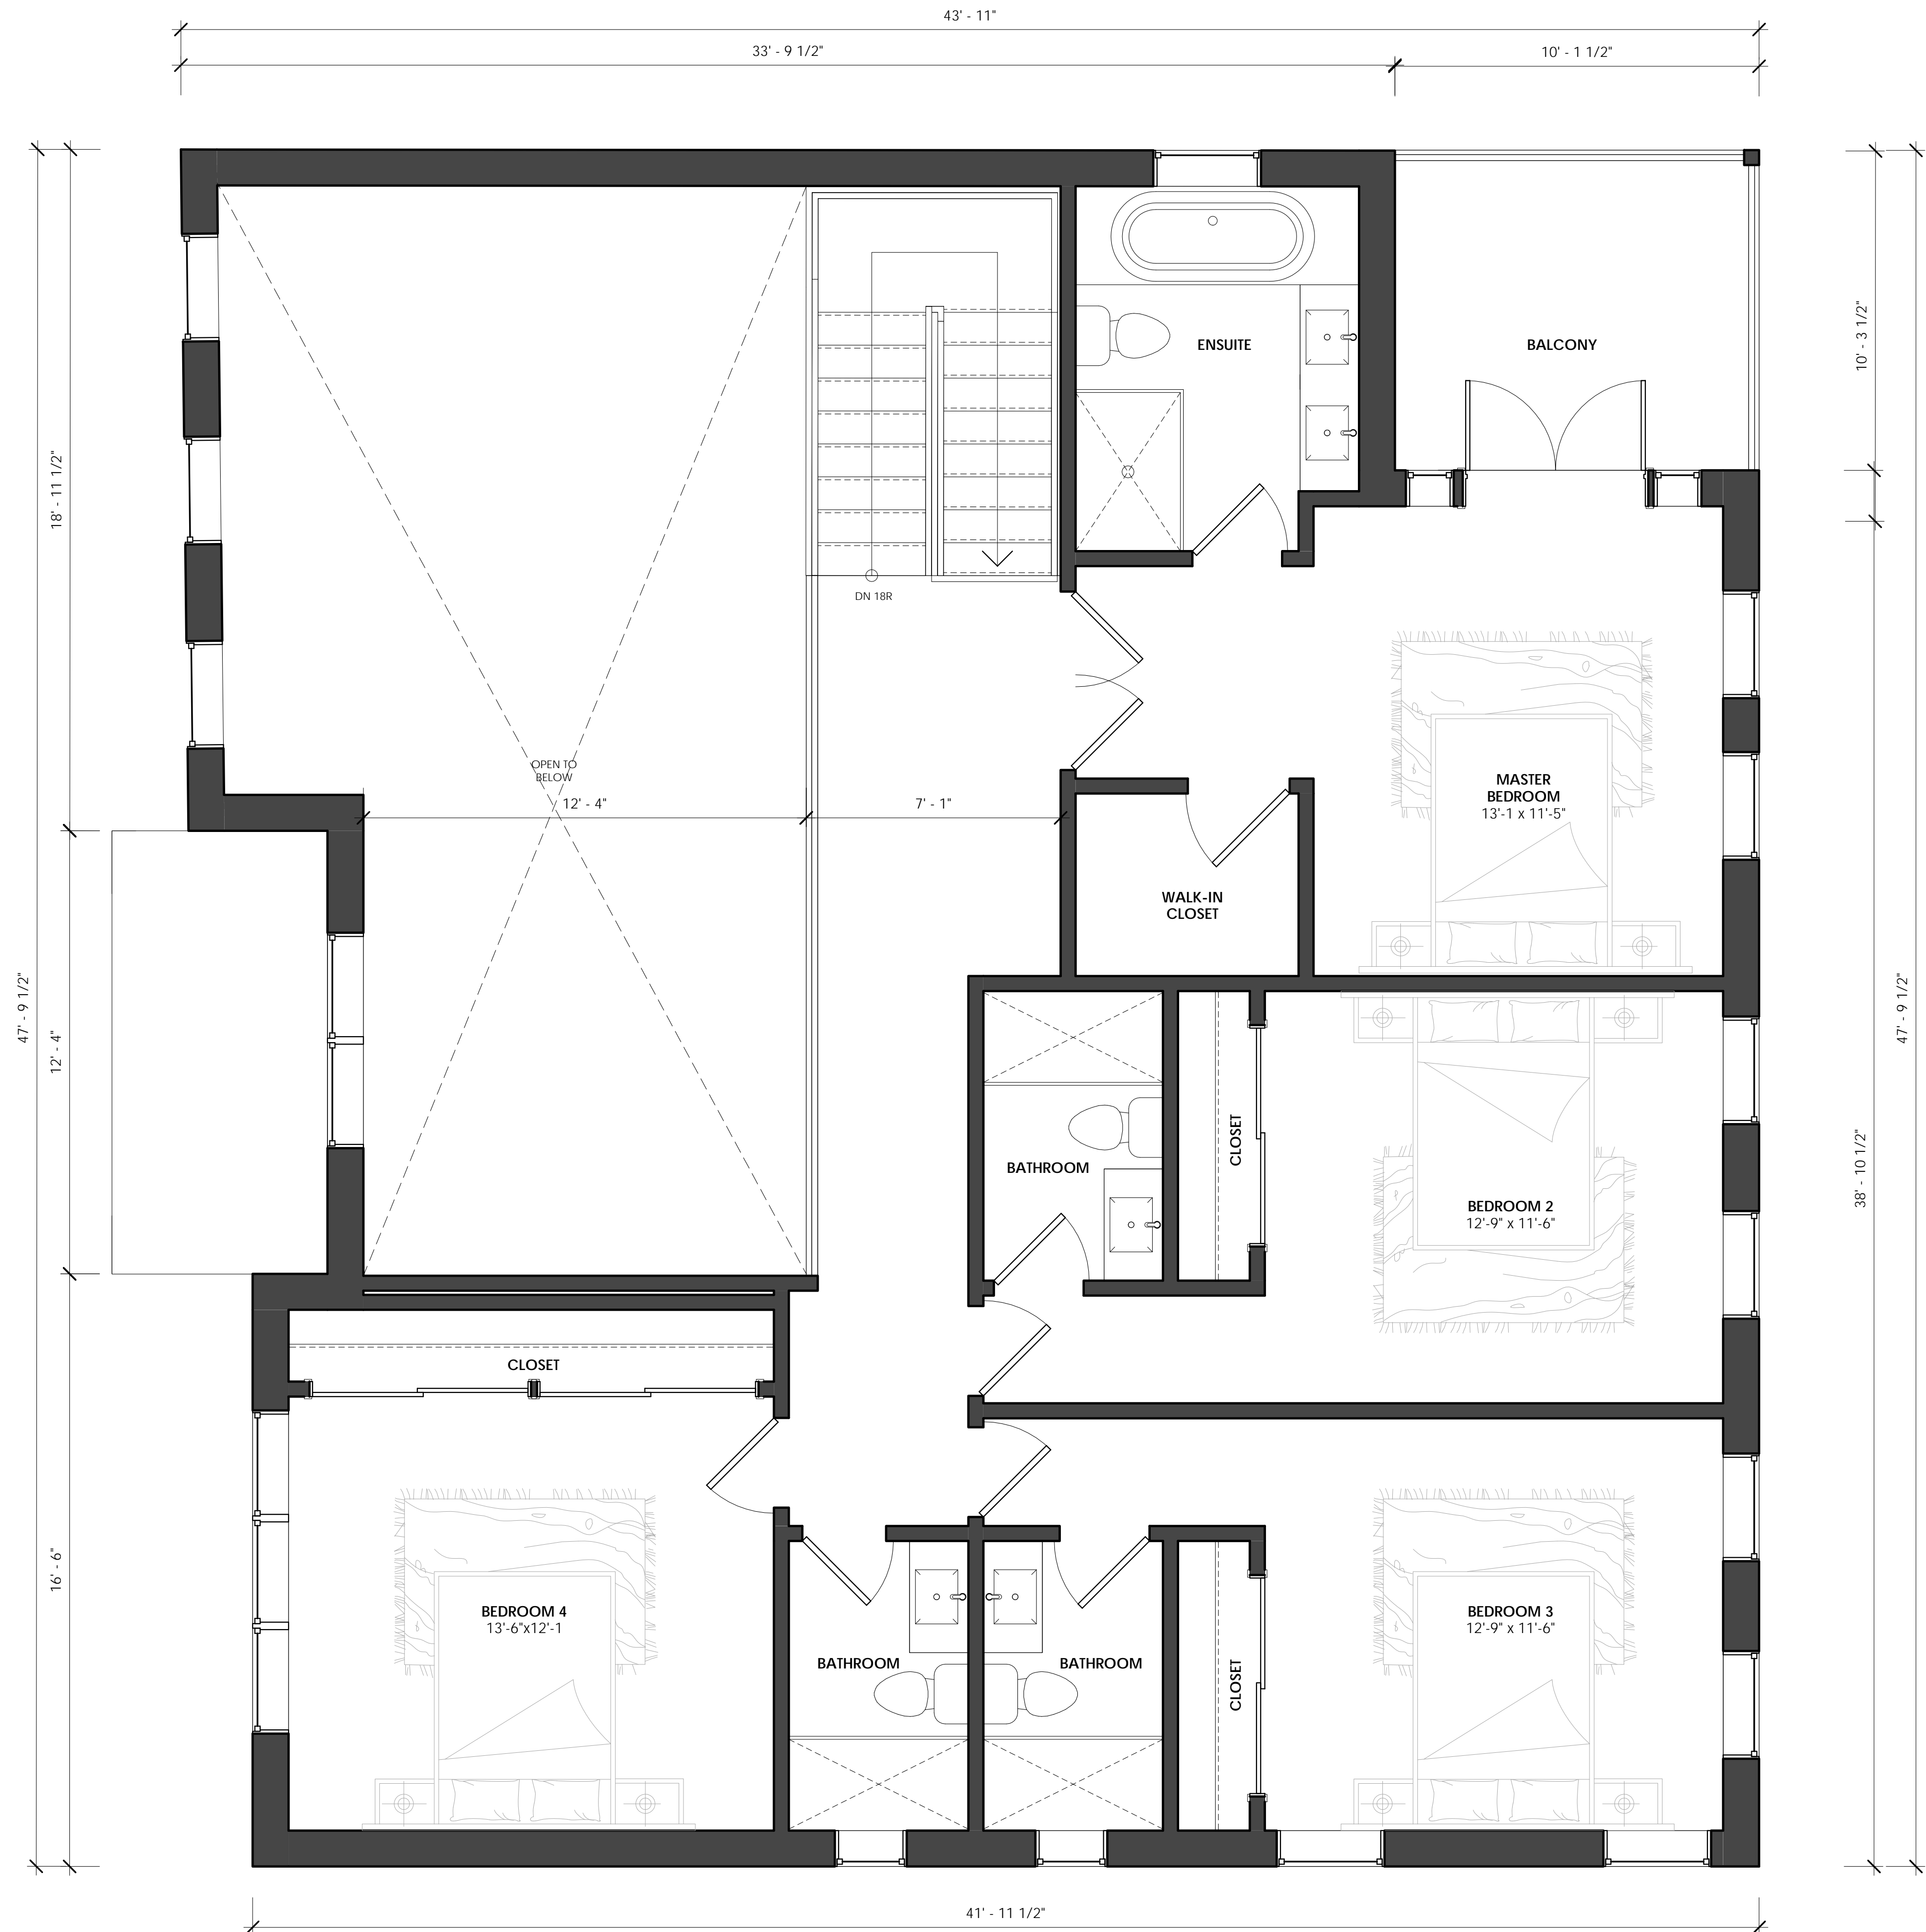 43' - 11"
33' - 9 1/2"
10' - 1 1/2"
ENSUITE
BALCONY
10' - 3 1/2"
18' - 11 1/2"
DN 18R
OPEN TO
BELOW
12' - 4"
7' - 1"
MASTER
BEDROOM
13'-1 x 11'-5"
WALK-IN
CLOSET
47' - 9 1/2"
12' - 4"
47' - 9 1/2"
38' - 10 1/2"
BATHROOM
CLOSET
BEDROOM 2
12'-9" x 11'-6"
CLOSET
16' - 6"
BEDROOM 4
13'-6"x12'-1
BATHROOM
BATHROOM
CLOSET
BEDROOM 3
12'-9" x 11'-6"
41' - 11 1/2"